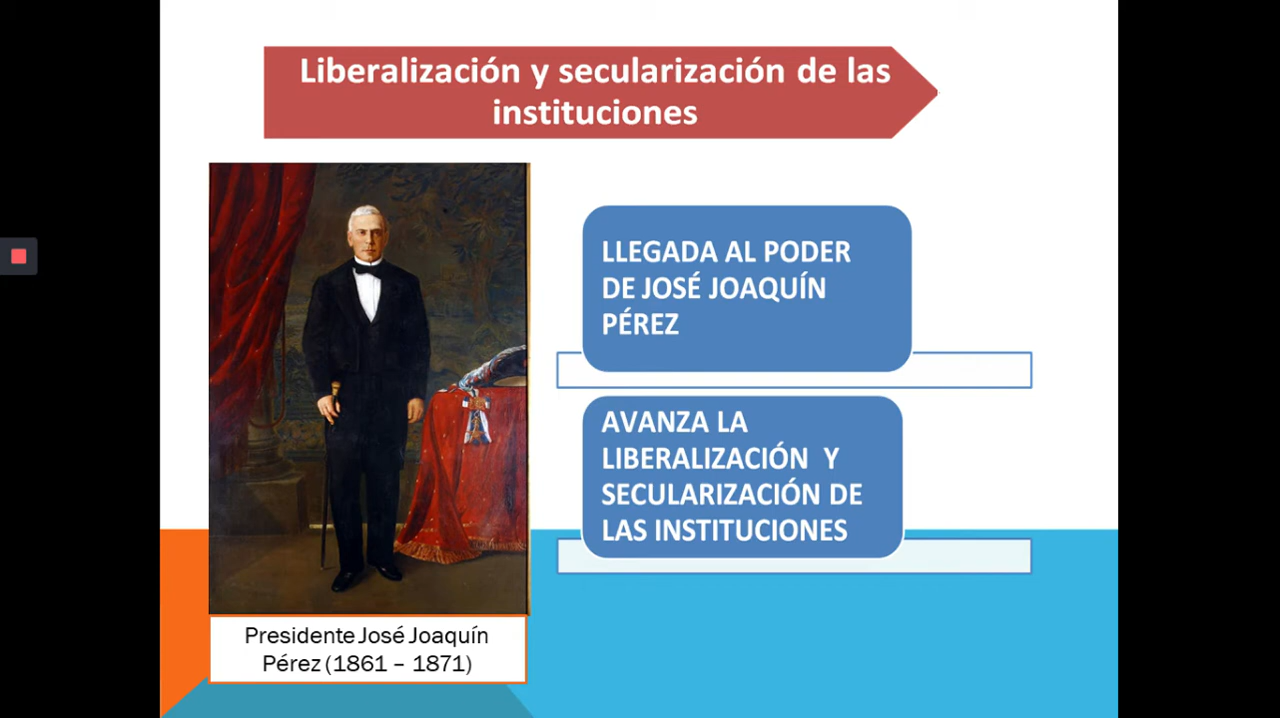 Liberalización y secularización de las
instituciones
LLEGADA AL PODER
DE JOSÉ JOAQUÍN
PÉREZ
AVANZA LA
LIBERALIZACIÓN Y
SECULARIZACIÓN DE
LAS INSTITUCIONES
Presidente José Joaquín
Pérez (1861 – 1871)